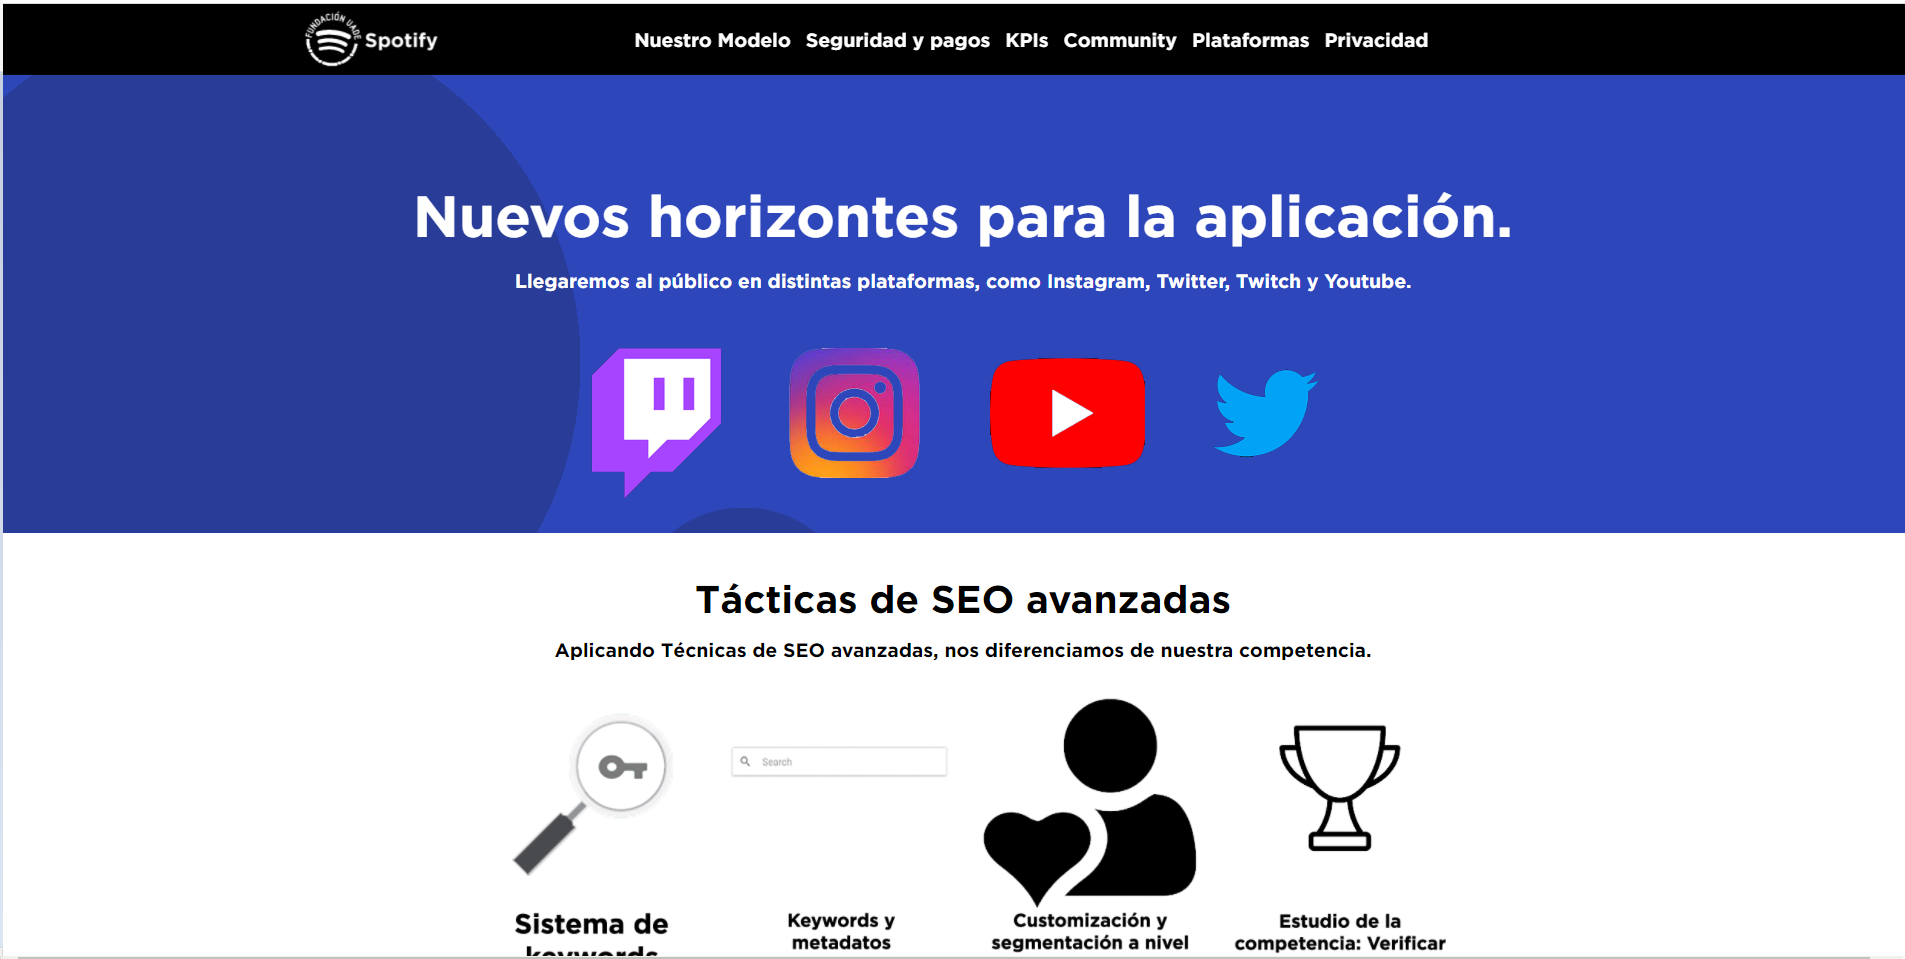 FUNDACIÓN UADE
Spotify
Nuestro Modelo Seguridad y pagos KPIs Community Plataformas Privacidad
Nuevos horizontes para la aplicación.
Llegaremos al público en distintas plataformas, como Instagram, Twitter, Twitch y Youtube.
Tácticas de SEO avanzadas
Aplicando Técnicas de SEO avanzadas, nos diferenciamos de nuestra competencia.
Search
Sistema de
keywords
Keywords y
metadatos
Customización y
segmentación a nivel
Estudio de la
competencia: Verificar